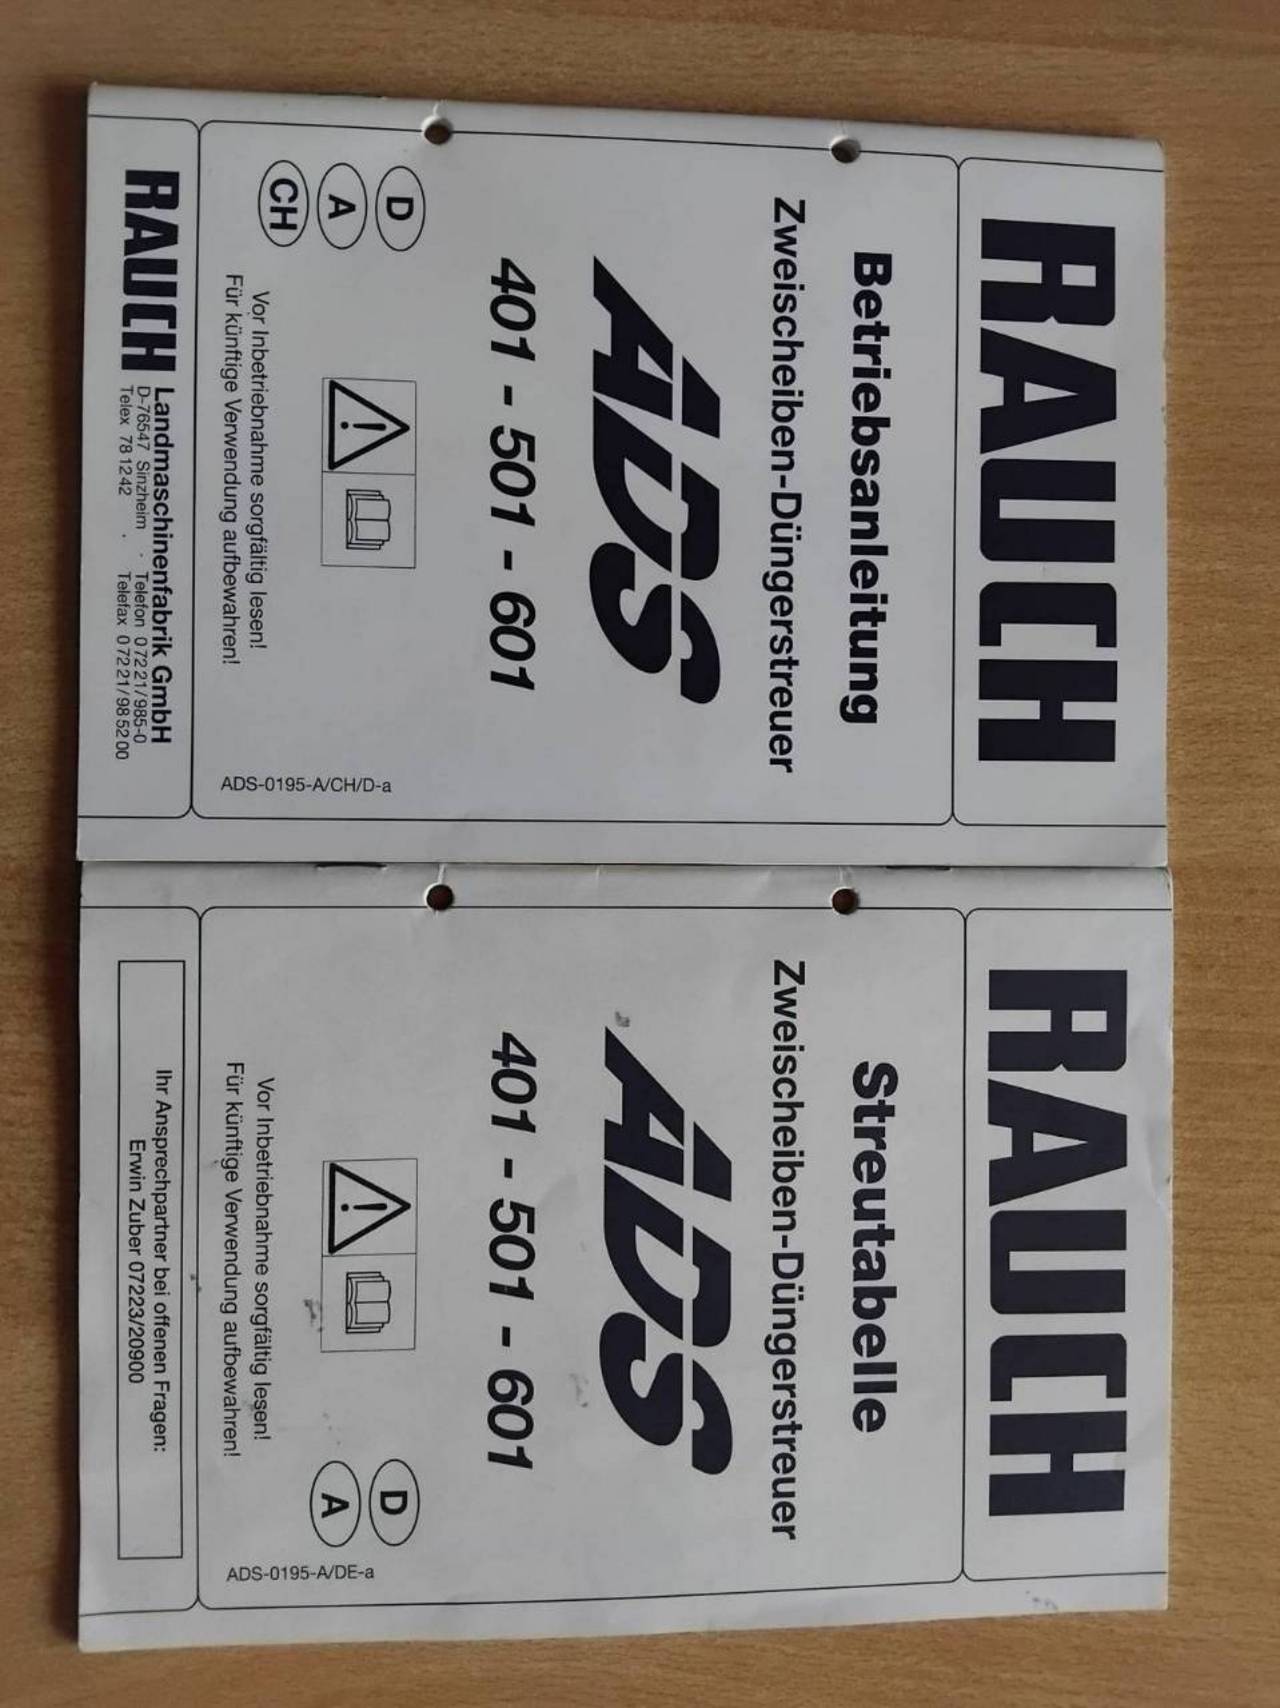 RAUCH
Betriebsanleitung
Zweischeiben-Düngerstreuer
ADS
401 - 501 - 601
D
A
CH
Vor Inbetriebnahme sorgfältig lesen!
Für künftige Verwendung aufbewahren!
ADS-0195-A/CH/D-a
RAUCH
Landmaschinenfabrik GmbH
D-76547 Sinzheim · Telefon 07221/985-0
Telex 781242 · Telefax 07221/985200
RAUCH
Streutabelle
Zweischeiben-Düngerstreuer
ADS
401 - 501 - 601
D
A
Vor Inbetriebnahme sorgfältig lesen!
Für künftige Verwendung aufbewahren!
ADS-0195-A/DE-a
Ihr Ansprechpartner bei offenen Fragen:
Erwin Zuber 07223/20900